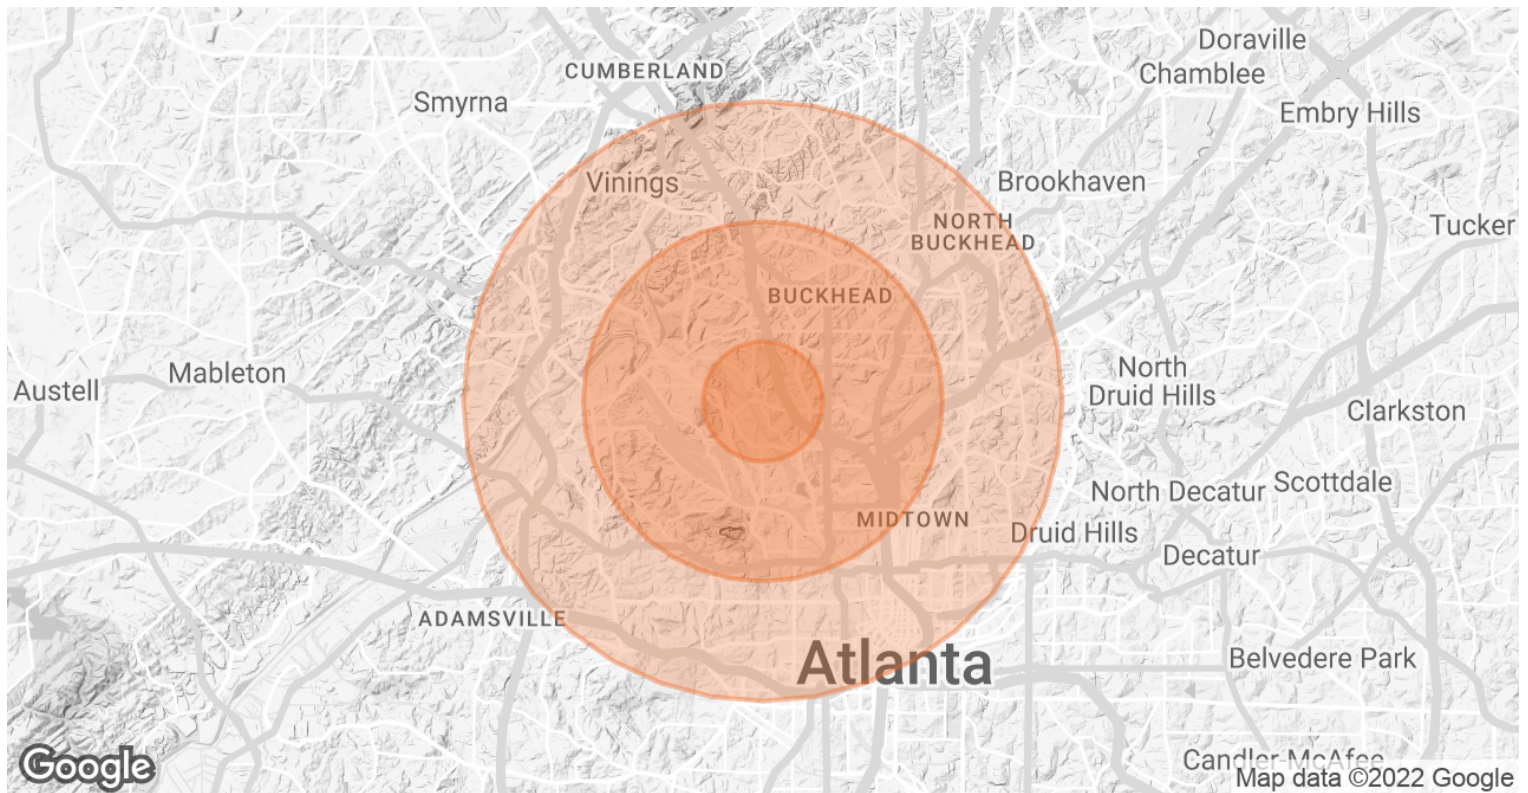 Doraville
CUMBERLAND
Chamblee
Smyrna
Embry Hills
Vinings
Brookhaven
NORTH
BUCKHEAD
Tucker
BUCKHEAD
North
Druid Hills
Mableton
Austell
Clarkston
Scottdale
North Decatur
MIDTOWN
Druid Hills
Decatur
ADAMSVILLE
Atlanta
Belvedere Park
Candler-McAfee
Google
Map data ©2022 Google